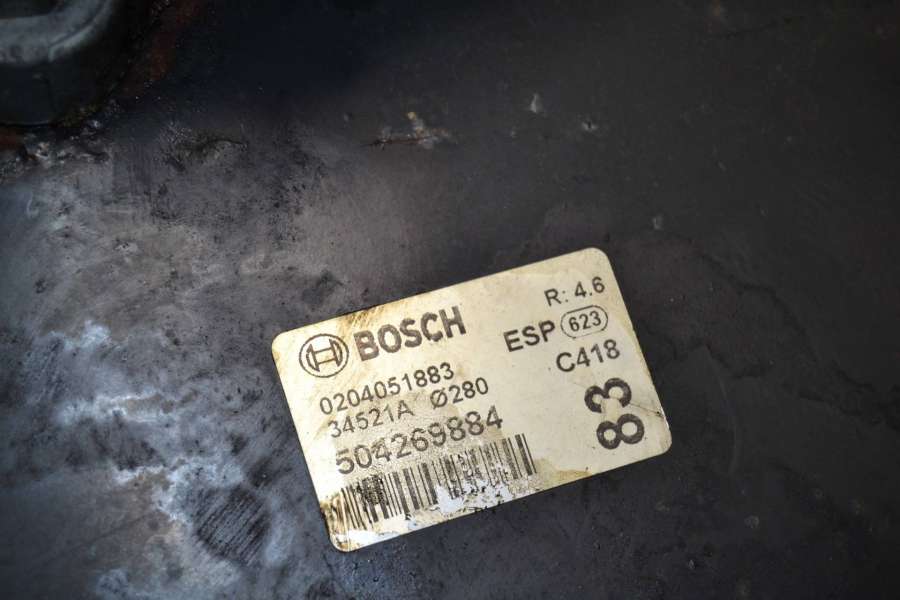 BOSCH
R: 4.6
ESP 623
C418
0204051883
34521A Ø280
504269884
83